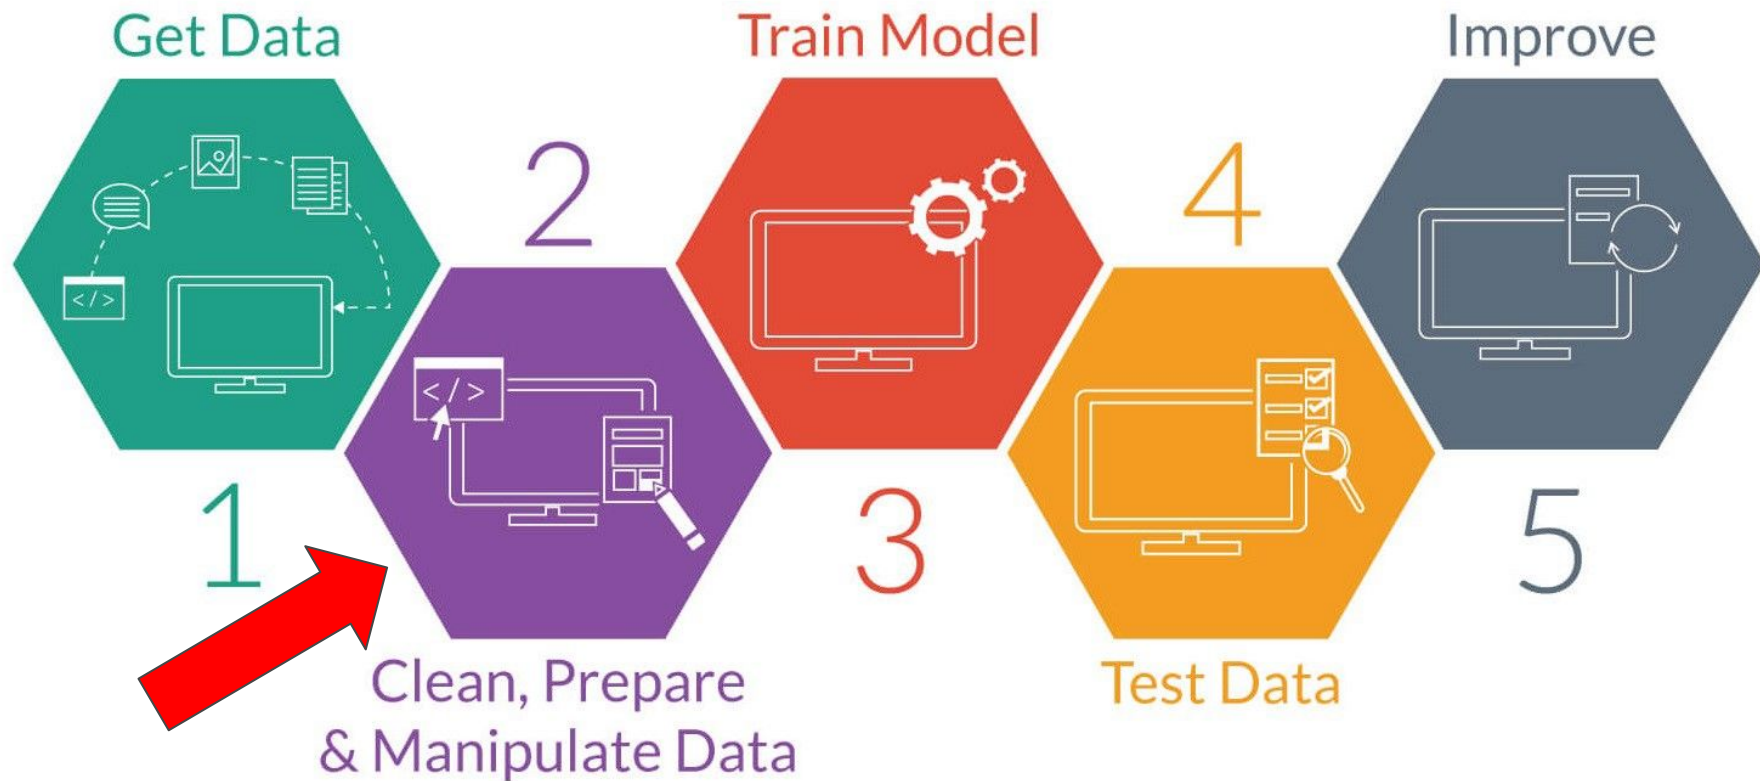 Get Data
1
</>
2
</>
Clean, Prepare
& Manipulate Data
Train Model
3
4
Test Data
Improve
5